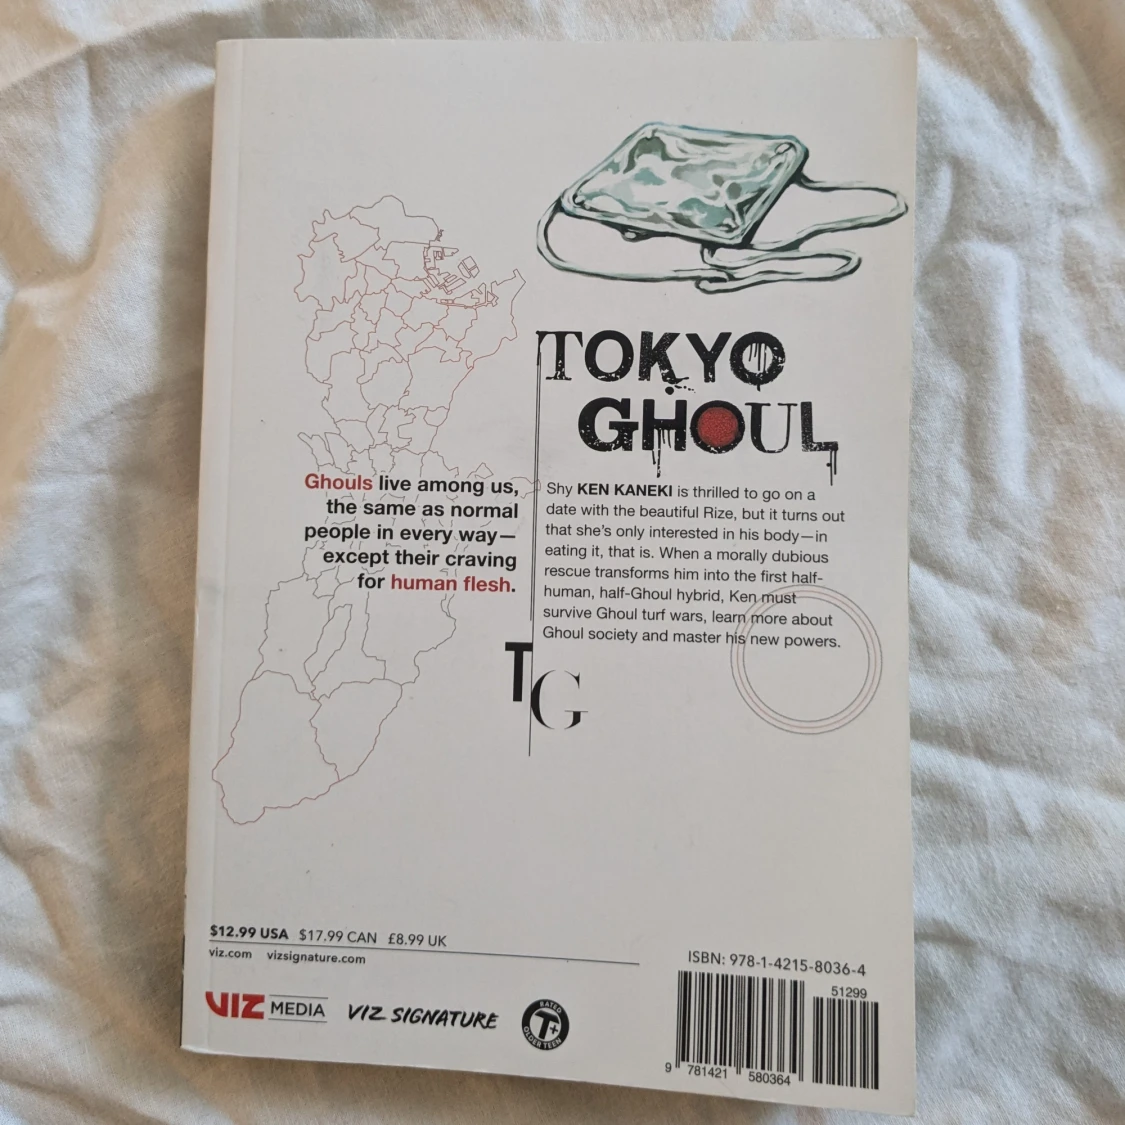 TOKYO
GHOUL
Ghouls live among us,
the same as normal
people in every way—
except their craving
for human flesh.
Shy KEN KANEKI is thrilled to go on a
date with the beautiful Rize, but it turns out
that she's only interested in his body—in
eating it, that is. When a morally dubious
rescue transforms him into the first half-
human, half-Ghoul hybrid, Ken must
survive Ghoul turf wars, learn more about
Ghoul society and master his new powers.
TG
$12.99 USA $17.99 CAN £8.99 UK
viz.com vizsignature.com
VIZ MEDIA
VIZ SIGNATURE
RATED
T+
OLDER TEEN
ISBN: 978-1-4215-8036-4
51299
9 781421 580364